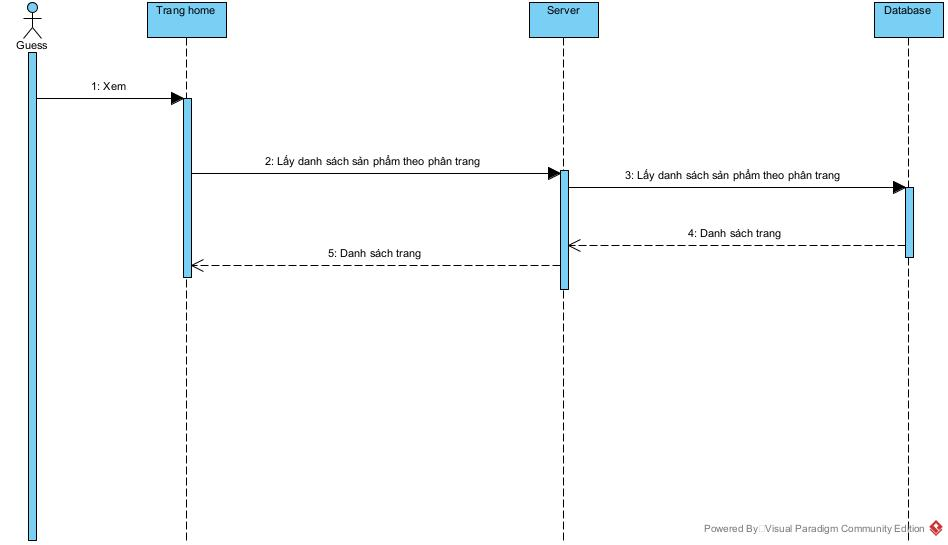 Trang home
Server
Database
Guess
1: Xem
2: Lấy danh sách sản phẩm theo phân trang
3: Lấy danh sách sản phẩm theo phân trang
4: Danh sách trang
5: Danh sách trang
Powered By Visual Paradigm Community Edition